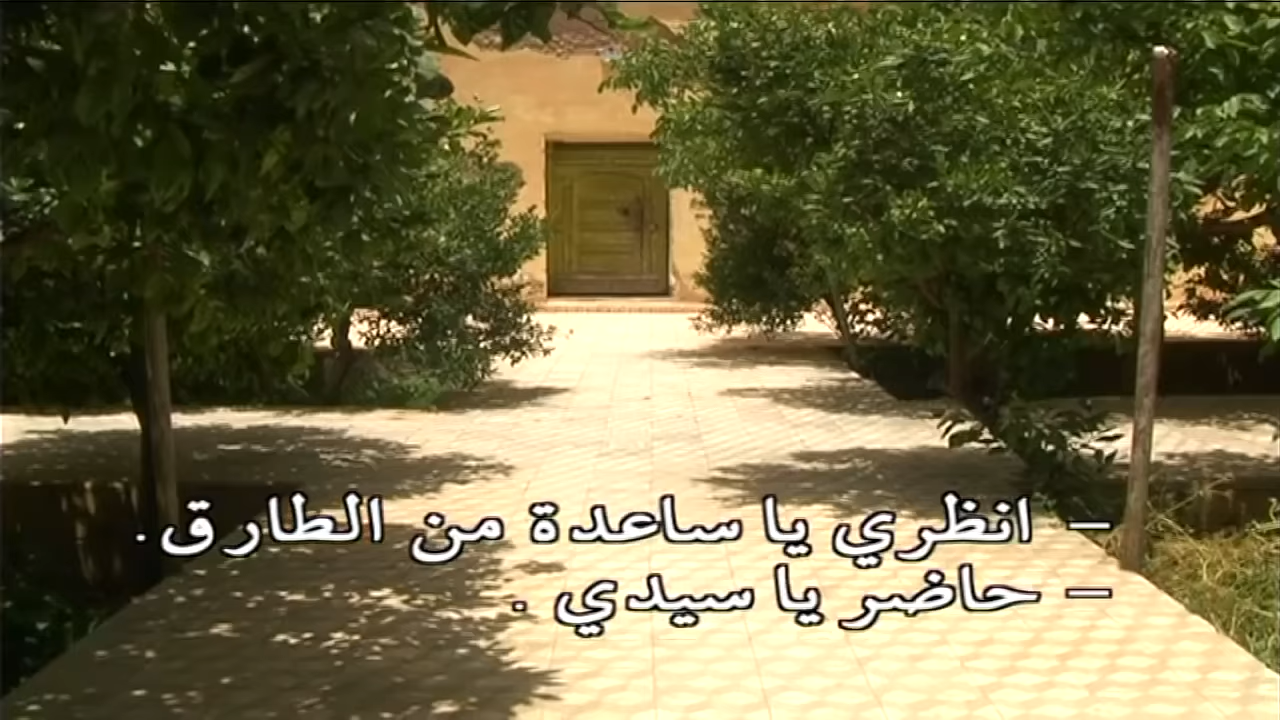 – انظري يا ساعدة من الطارق.
– حاضر يا سيدي .